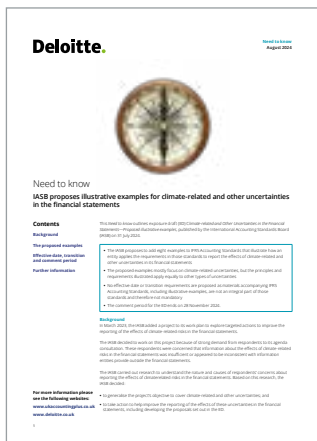 Deloitte.
Need to know
August 2024
Need to know
IASB proposes illustrative examples for climate-related and other uncertainties
in the financial statements
Contents
Background
The proposed examples
Effective date, transition
and comment period
Further information
This Need to know outlines exposure draft (ED) Climate-related and Other Uncertainties in the Financial
Statements—Proposed illustrative examples, published by the International Accounting Standards Board
(IASB) on 31 July 2024.
• The IASB proposes to add eight examples to IFRS Accounting Standards that illustrate how an
entity applies the requirements in those standards to report the effects of climate-related and
other uncertainties in its financial statements
• The proposed examples mostly focus on climate-related uncertainties, but the principles and
requirements illustrated apply equally to other types of uncertainties
• No effective date or transition requirements are proposed as materials accompanying IFRS
Accounting Standards, including illustrative examples, are not an integral part of those
standards and therefore not mandatory
• The comment period for the ED ends on 28 November 2024.
Background
In March 2023, the IASB added a project to its work plan to explore targeted actions to improve the
reporting of the effects of climate-related risks in the financial statements.
The IASB decided to work on this project because of strong demand from respondents to its agenda
consultation. These respondents were concerned that information about the effects of climate-related
risks in the financial statements was insufficient or appeared to be inconsistent with information
entities provide outside the financial statements.
The IASB carried out research to understand the nature and causes of respondents' concerns about
reporting the effects of climate-related risks in the financial statements. Based on this research, the
IASB decided:
• to generalise the project's objective to cover climate-related and other uncertainties; and
• to take action to help improve the reporting of the effects of these uncertainties in the financial
statements, including developing the proposals set out in the ED.
For more information please
see the following websites:
www.ukaccountingplus.co.uk
www.deloitte.co.uk